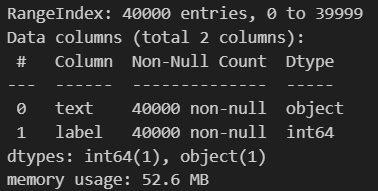 RangeIndex: 40000 entries, 0 to 39999
Data columns (total 2 columns):
 #   Column  Non-Null Count  Dtype
---  ------  --------------  -----
 0   text    40000 non-null  object
 1   label   40000 non-null  int64
dtypes: int64(1), object(1)
memory usage: 52.6 MB